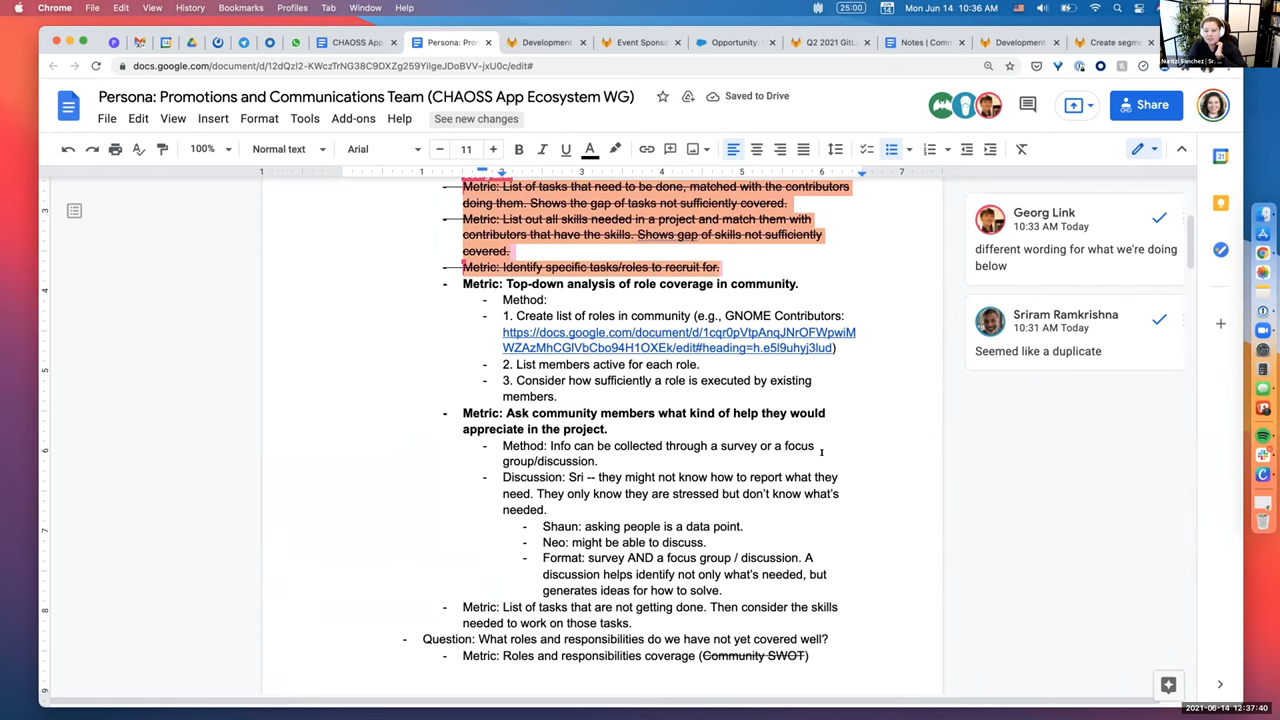 Chrome File Edit View History Bookmarks Profiles Tab Window Help 25:00 Mon Jun 14 10:36 AM
CHAOSS App Persona: Pro Development Event Spons Opportunity: Q2 2021 GitL Notes | Com Development Create segm
docs.google.com/document/d/12dQzI2-KWczTrNG38C9DXZg259YilgeJDoBVV-jxU0c/edit#
Persona: Promotions and Communications Team (CHAOSS App Ecosystem WG) Saved to Drive
Share
File Edit View Insert Format Tools Add-ons Help See new changes
100% Normal text Arial 11
1 1 2 3 4 5 6 7
- Metric: List of tasks that need to be done, matched with the contributors
doing them. Shows the gap of tasks not sufficiently covered.
- Metric: List out all skills needed in a project and match them with
contributors that have the skills. Shows gap of skills not sufficiently
covered.
- Metric: Identify specific tasks/roles to recruit for.
- Metric: Top-down analysis of role coverage in community.
- Method:
- 1. Create list of roles in community (e.g., GNOME Contributors:
https://docs.google.com/document/d/1cqr0pVtpAnqJNrOFWpwiM
WZAzMhCGlVbCbo94H1OXEk/edit#heading=h.e5l9uhyj3lud)
- 2. List members active for each role.
- 3. Consider how sufficiently a role is executed by existing
members.
- Metric: Ask community members what kind of help they would
appreciate in the project.
- Method: Info can be collected through a survey or a focus
group/discussion.
- Discussion: Sri -- they might not know how to report what they
need. They only know they are stressed but don't know what's
needed.
- Shaun: asking people is a data point.
- Neo: might be able to discuss.
- Format: survey AND a focus group / discussion. A
discussion helps identify not only what's needed, but
generates ideas for how to solve.
- Metric: List of tasks that are not getting done. Then consider the skills
needed to work on those tasks.
- Question: What roles and responsibilities do we have not yet covered well?
- Metric: Roles and responsibilities coverage (Community SWOT)
Georg Link
10:33 AM Today
different wording for what we're doing
below
Sriram Ramkrishna
10:31 AM Today
Seemed like a duplicate
2021-06-14 12:37:40